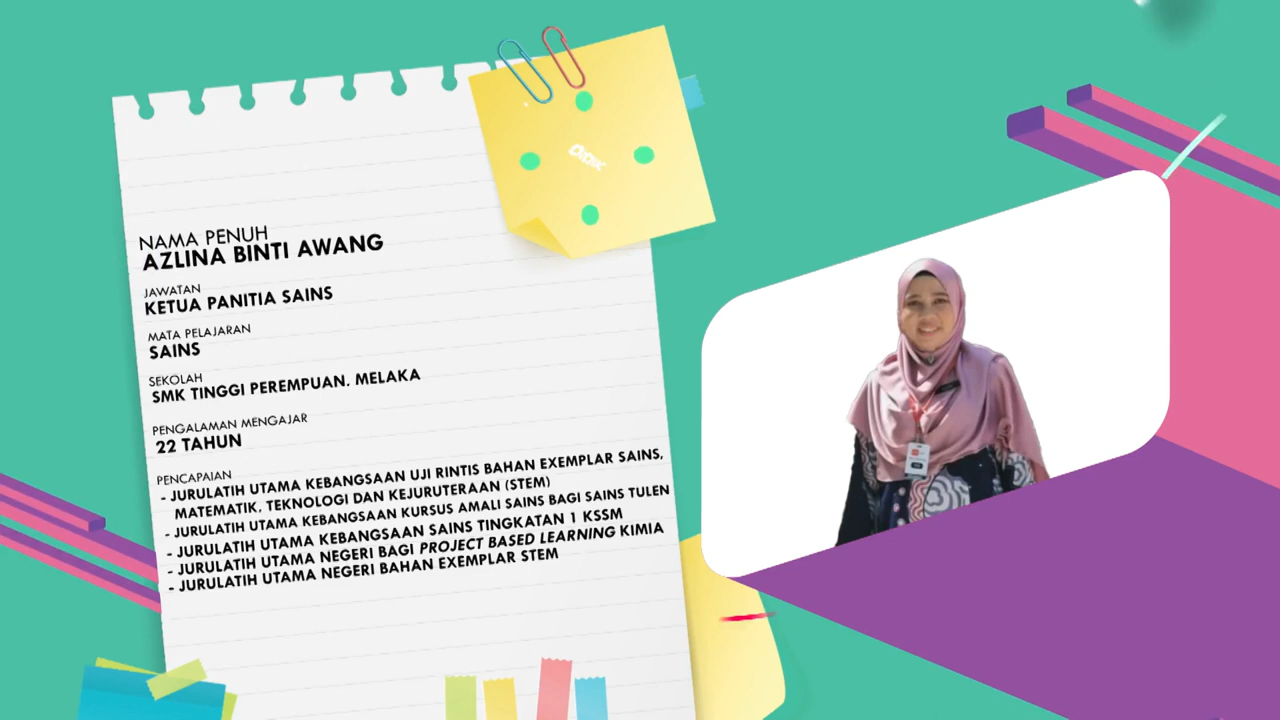 NAMA PENUH
AZLINA BINTI AWANG
JAWATAN
KETUA PANITIA SAINS
MATA PELAJARAN
SAINS
SEKOLAH
SMK TINGGI PEREMPUAN. MELAKA
PENGALAMAN MENGAJAR
22 TAHUN
PENCAPAIAN
- JURULATIH UTAMA KEBANGSAAN UJI RINTIS BAHAN EXEMPLAR SAINS,
MATEMATIK, TEKNOLOGI DAN KEJURUTERAAN (STEM)
- JURULATIH UTAMA KEBANGSAAN KURSUS AMALI SAINS BAGI SAINS TULEN
- JURULATIH UTAMA KEBANGSAAN SAINS TINGKATAN 1 KSSM
- JURULATIH UTAMA NEGERI BAGI PROJECT BASED LEARNING KIMIA
- JURULATIH UTAMA NEGERI BAHAN EXEMPLAR STEM